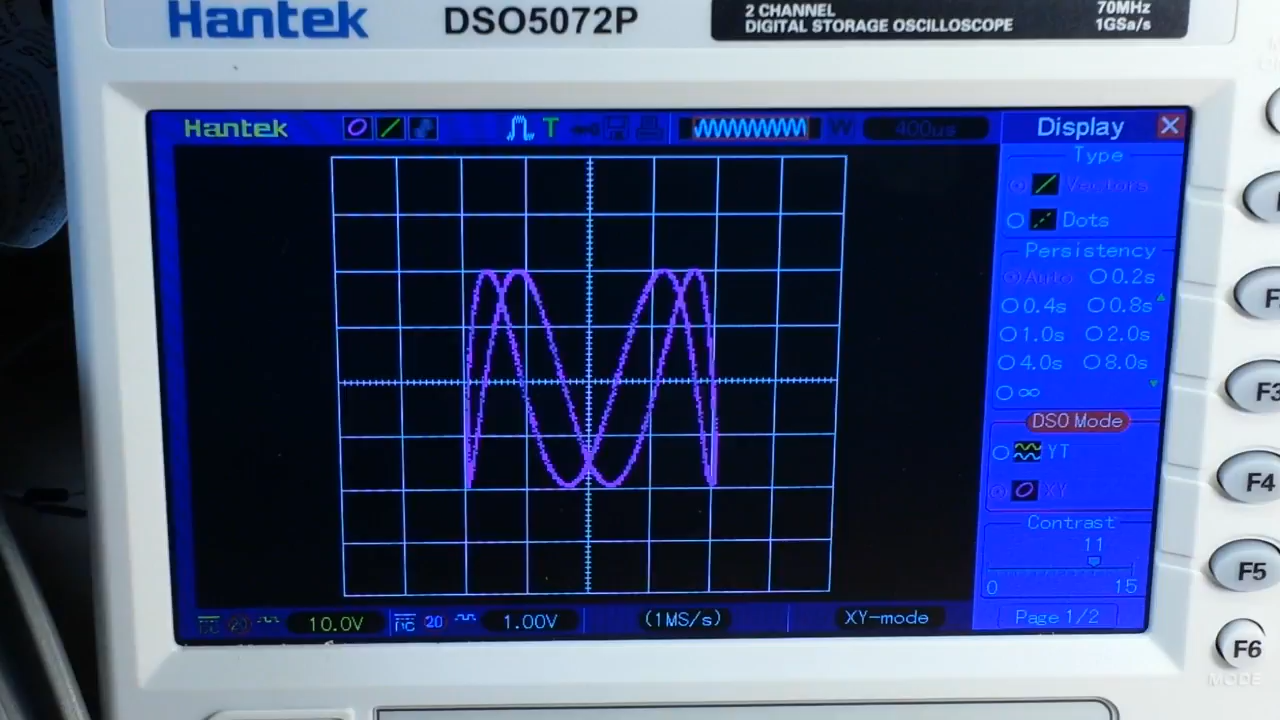 Hantek DSO5072P 2 CHANNEL 70MHz
DIGITAL STORAGE OSCILLOSCOPE 1GSa/s
Hantek T W 400us Display
Type
Vectors
Dots
Persistency
Auto 0.2s
0.4s 0.8s
1.0s 2.0s
4.0s 8.0s
∞
F3
DSO Mode
YT
XY
F4
Contrast
11
0 15
F5
10.0V 20 1.00V (1MS/s) XY-mode Page 1/2
F6
MODE